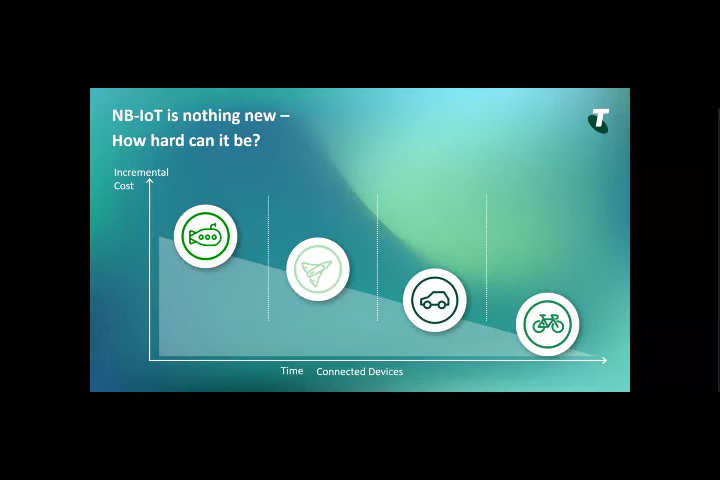 NB-IoT is nothing new –
How hard can it be?
T
Incremental
Cost
Time Connected Devices